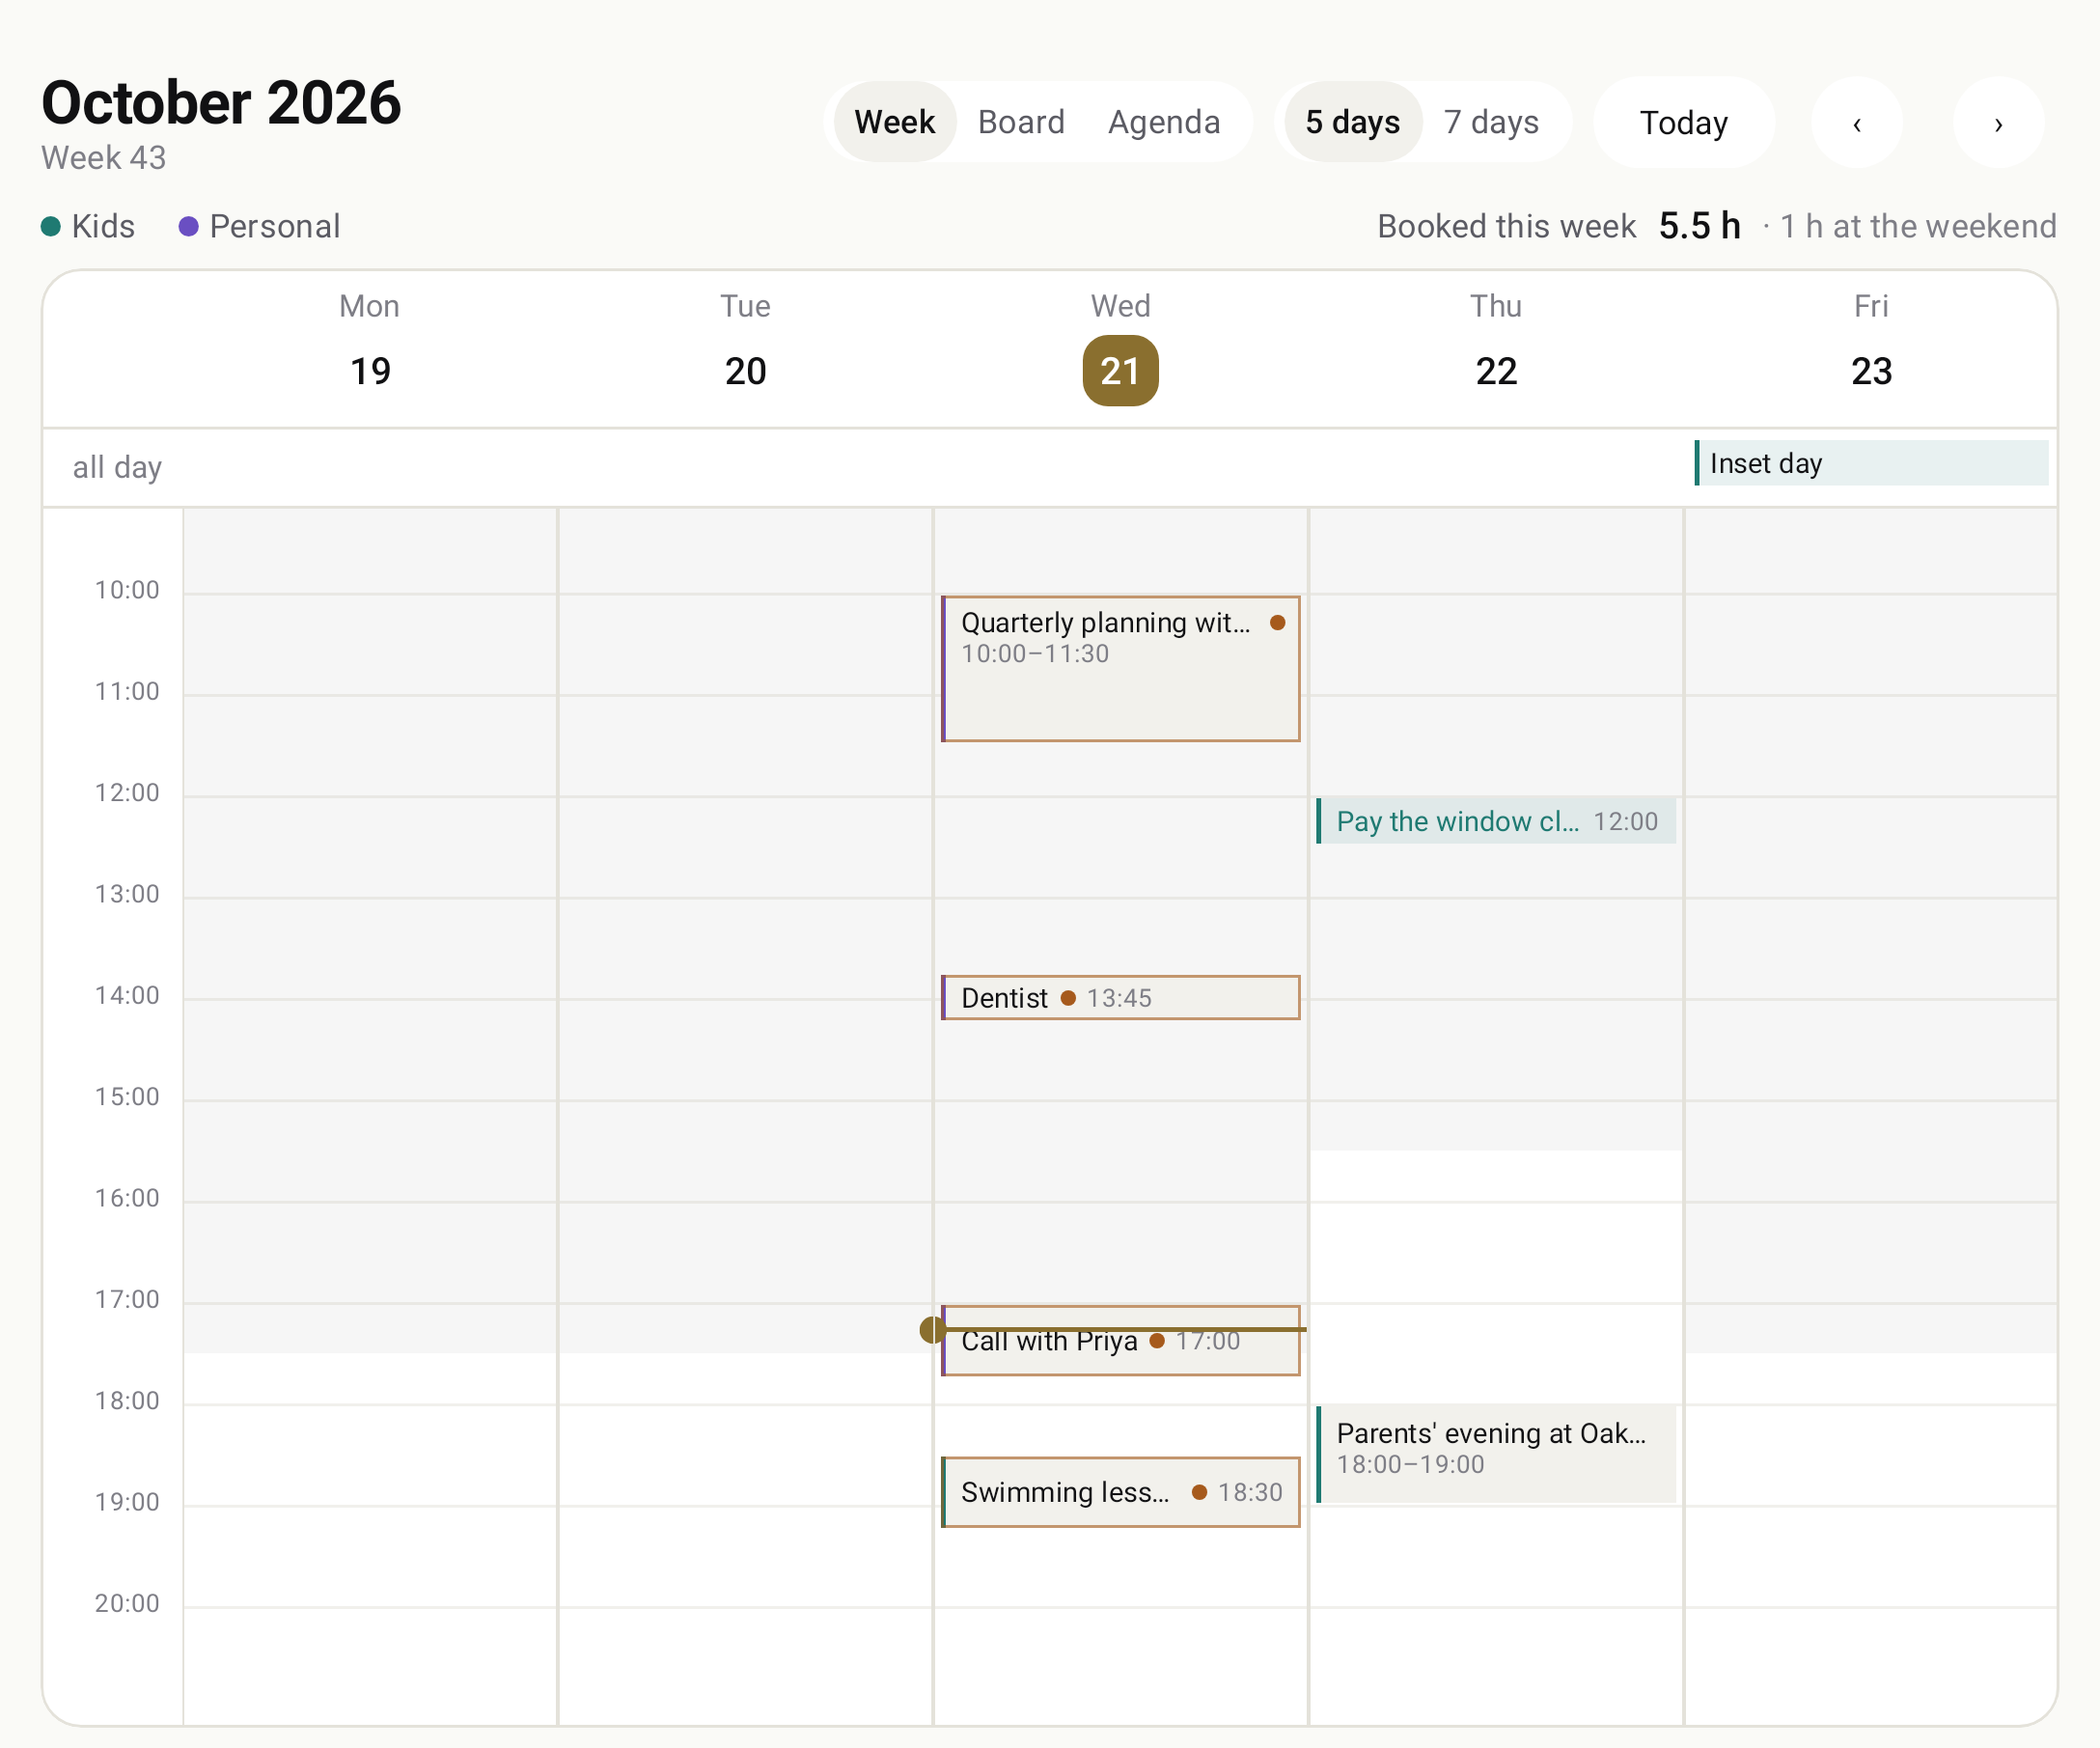 October 2026
Week 43
Week Board Agenda
5 days 7 days
Today
‹
›
Kids
Personal
Booked this week 5.5 h · 1 h at the weekend
Mon
19
Tue
20
Wed
21
Thu
22
Fri
23
all day
Inset day
10:00
Quarterly planning wit...
10:00–11:30
11:00
12:00
Pay the window cl... 12:00
13:00
14:00
Dentist 13:45
15:00
16:00
17:00
Call with Priya 17:00
18:00
Parents' evening at Oak...
18:00–19:00
Swimming less... 18:30
19:00
20:00